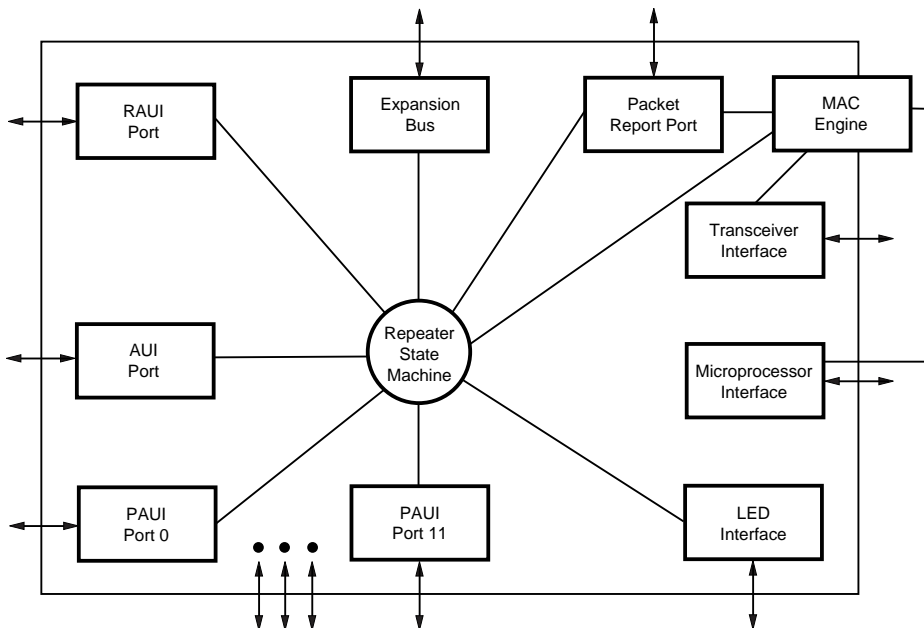 RAUI
Port
Expansion
Bus
Packet
Report Port
MAC
Engine
Transceiver
Interface
Repeater
State
Machine
AUI
Port
Microprocessor
Interface
PAUI
Port 0
PAUI
Port 11
LED
Interface